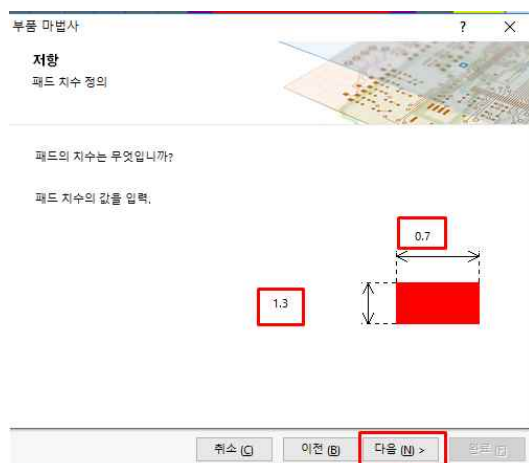 부품 마법사 ? ×
저항
패드 치수 정의
패드의 치수는 무엇입니까?
패드 치수의 값을 입력.
0.7
1.3
취소 (C) 이전 (B) 다음 (N) > 완료 (F)